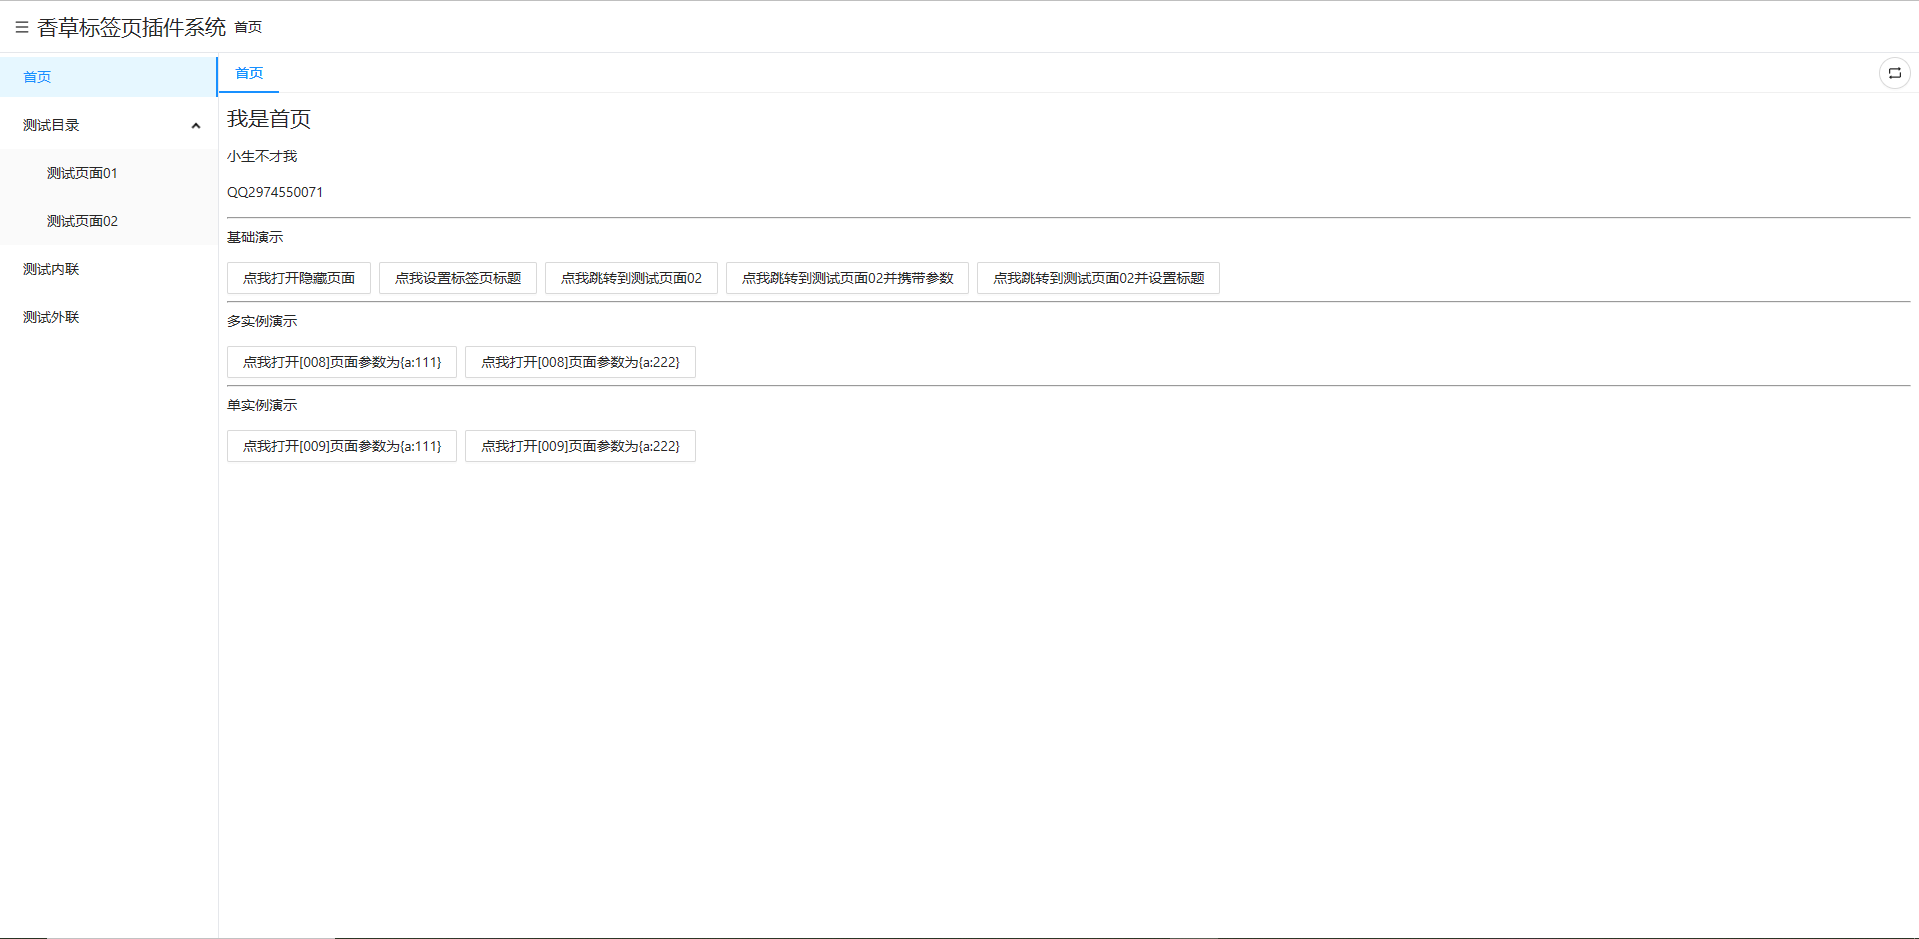 香草标签页插件系统 首页
首页
测试目录
测试页面01
测试页面02
测试内联
测试外联
首页
我是首页
小生不才我
QQ2974550071
基础演示
点我打开隐藏页面 点我设置标签页标题 点我跳转到测试页面02 点我跳转到测试页面02并携带参数 点我跳转到测试页面02并设置标题
多实例演示
点我打开[008]页面参数为{a:111} 点我打开[008]页面参数为{a:222}
单实例演示
点我打开[009]页面参数为{a:111} 点我打开[009]页面参数为{a:222}